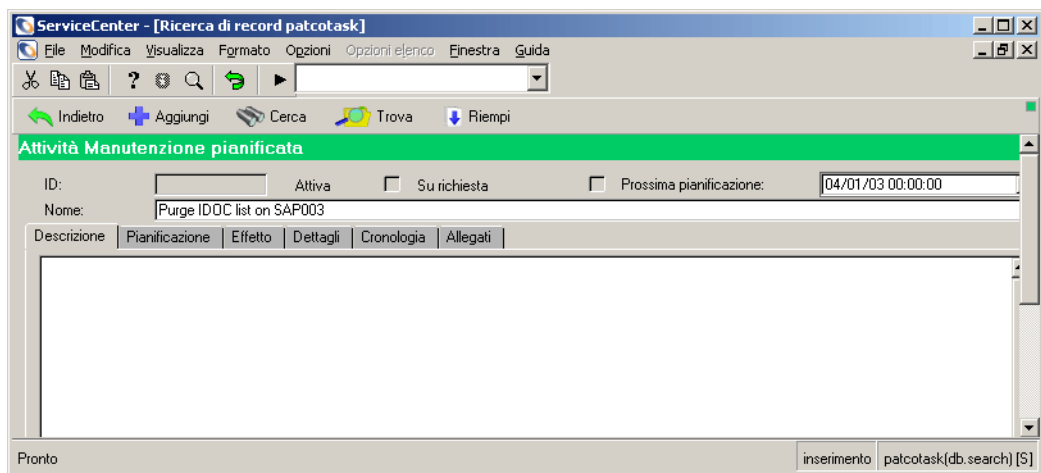 ServiceCenter - [Ricerca di record patcotask]
File Modifica Visualizza Formato Opzioni Opzioni elenco Finestra Guida
Indietro Aggiungi Cerca Trova Riempi
Attività Manutenzione pianificata
ID: Attiva Su richiesta Prossima pianificazione: 04/01/03 00:00:00
Nome: Purge IDOC list on SAP003
Descrizione Pianificazione Effetto Dettagli Cronologia Allegati
Pronto inserimento patcotask(db.search) [S]